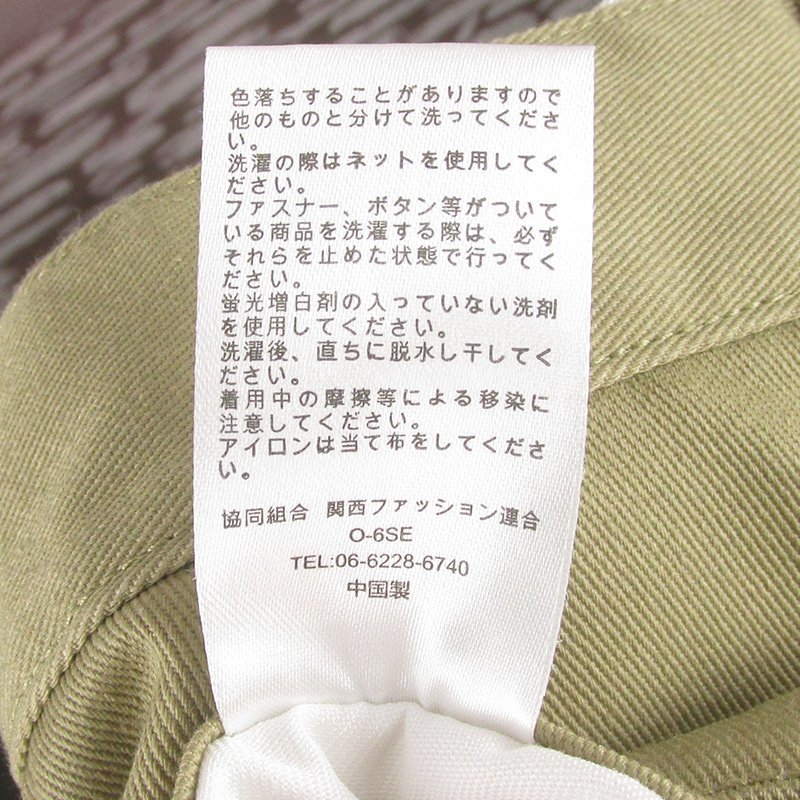 色落ちすることがありますので
他のものと分けて洗ってくださ
い。
洗濯の際はネットを使用してく
ださい。
ファスナー、ボタン等がついて
いる商品を洗濯する際は、必ず
それらを止めた状態で行ってく
ださい。
蛍光増白剤の入っていない洗剤
を使用してください。
洗濯後、直ちに脱水し干してく
ださい。
着用中の摩擦等による移染に
注意してください。
アイロンは当て布をしてくださ
い。
協同組合 関西ファッション連合
O-6SE
TEL:06-6228-6740
中国製